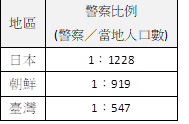 地區 警察比例
(警察／當地人口數)
日本 1：1228
朝鮮 1：919
臺灣 1：547